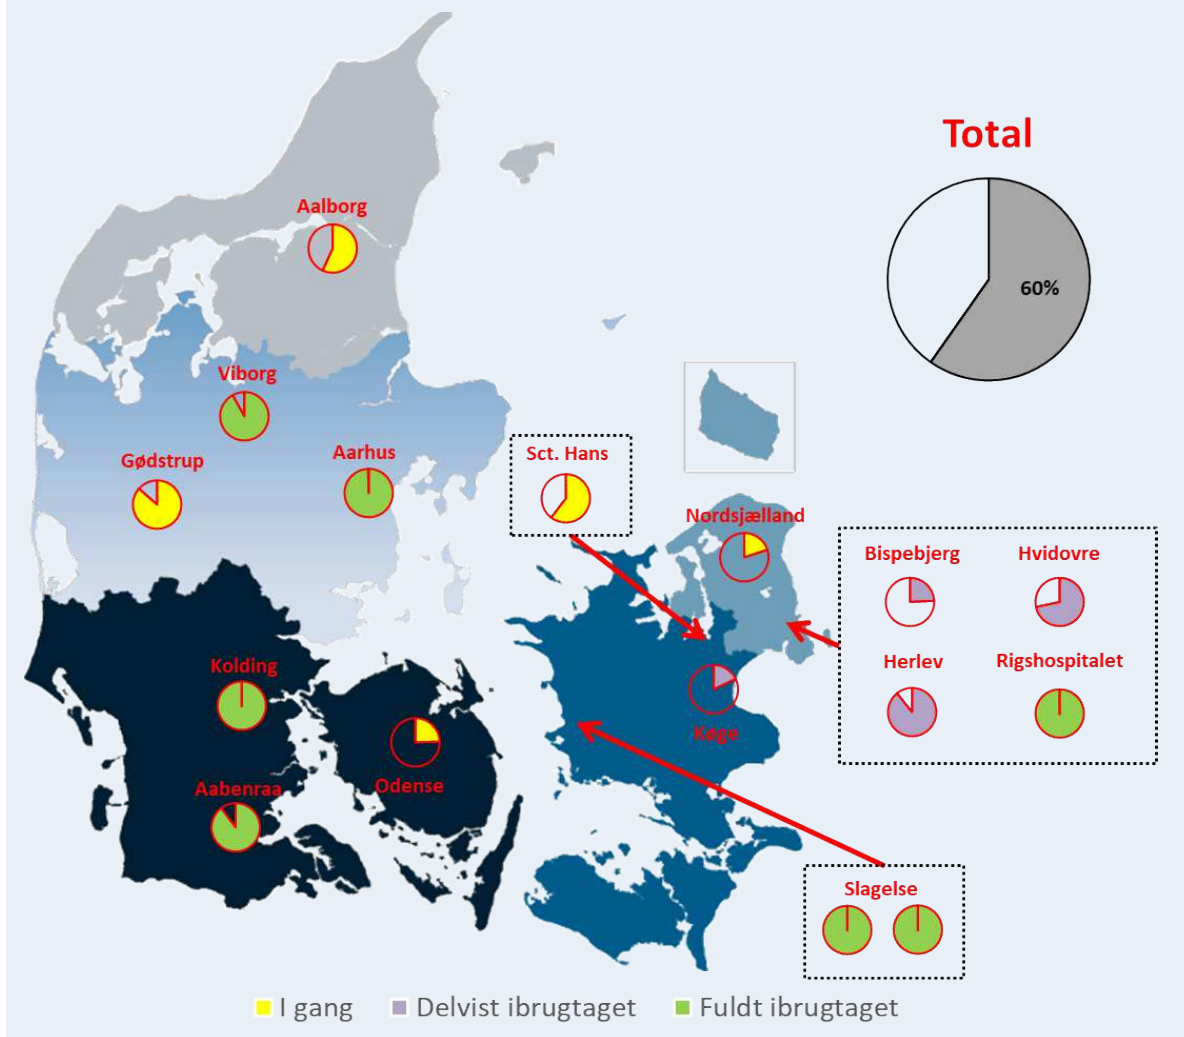 Total
60%
Aalborg
Viborg
Gødstrup
Aarhus
Sct. Hans
Nordsjælland
Bispebjerg
Hvidovre
Herlev
Rigshospitalet
Kolding
Køge
Odense
Aabenraa
Slagelse
I gang
Delvist ibrugtaget
Fuldt ibrugtaget